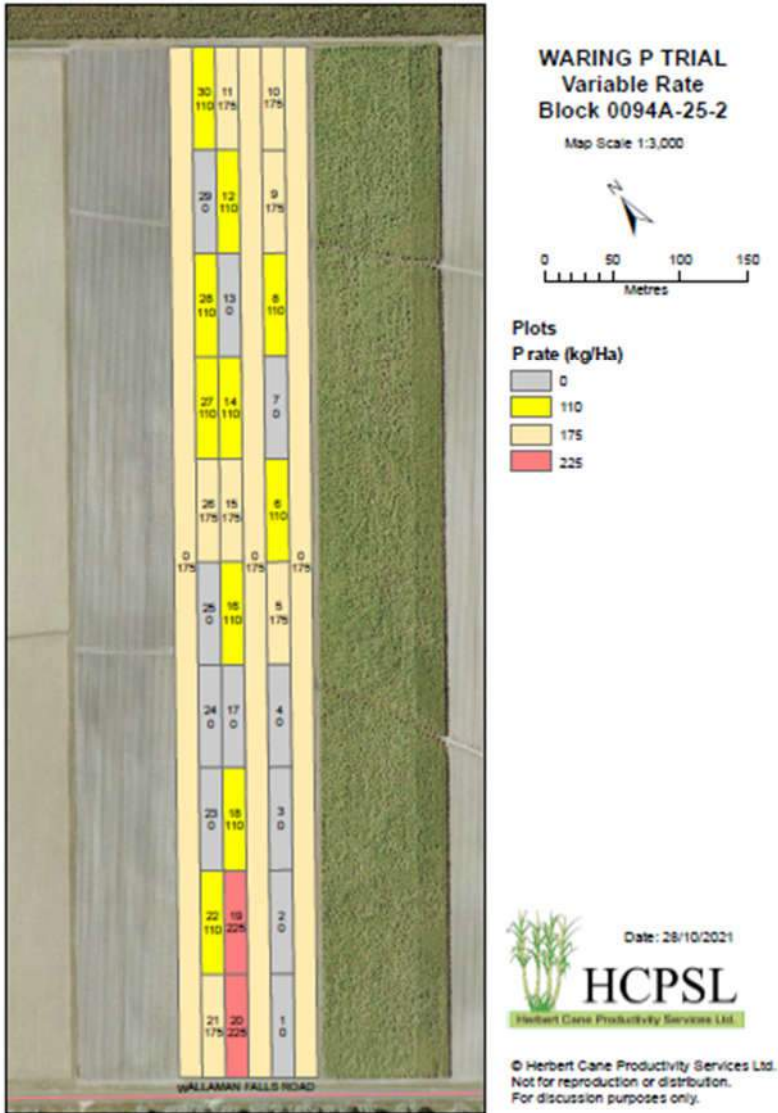 WARING P TRIAL
Variable Rate
Block 0094A-25-2
Map Scale 1:3,000
N
0 50 100 150
Metres
Plots
P rate (kg/Ha)
0
110
175
225
30 11 10
110 175 175
29 12 9
0 110 175
28 13 8
110 0 110
27 14 7
110 110 0
26 15 6
175 175 110
0 0 0
175 175 175
25 16 5
0 110 175
24 17 4
0 0 0
23 18 3
0 110 0
22 19 2
110 225 0
21 20 1
175 225 0
WALLAMAN FALLS ROAD
Date: 28/10/2021
HCPSL
Herbert Cane Productivity Services Ltd.
© Herbert Cane Productivity Services Ltd.
Not for reproduction or distribution.
For discussion purposes only.